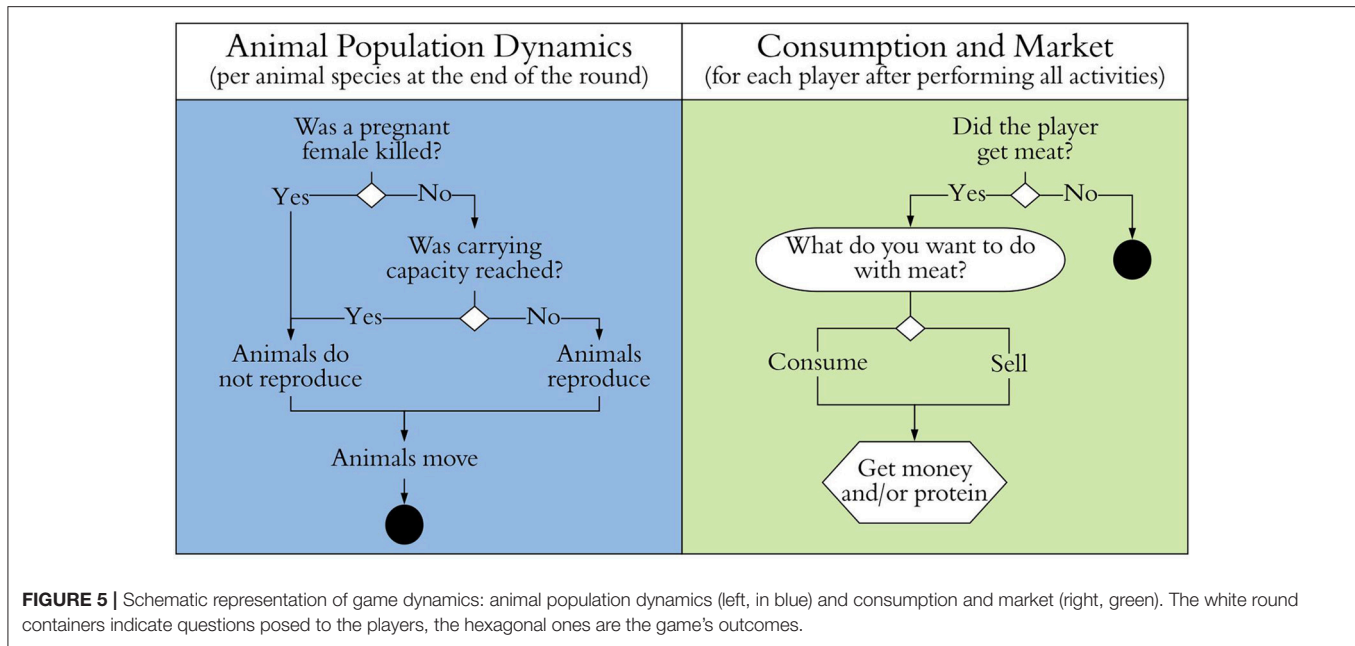 Animal Population Dynamics
(per animal species at the end of the round)
Was a pregnant
female killed?
Yes
No
Was carrying
capacity reached?
Yes
No
Animals do
not reproduce
Animals
reproduce
Animals move
Consumption and Market
(for each player after performing all activities)
Did the player
get meat?
Yes
No
What do you want to do
with meat?
Consume
Sell
Get money
and/or protein
FIGURE 5 | Schematic representation of game dynamics: animal population dynamics (left, in blue) and consumption and market (right, green). The white round
containers indicate questions posed to the players, the hexagonal ones are the game’s outcomes.